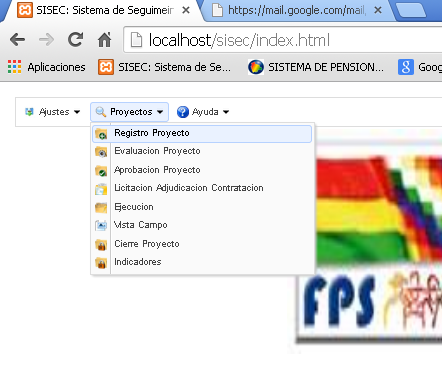 SISEC: Sistema de Seguimein
https://mail.google.com/mail,
localhost/sisec/index.html
Aplicaciones SISEC: Sistema de Se... SISTEMA DE PENSION... Google
Ajustes Proyectos Ayuda
Registro Proyecto
Evaluacion Proyecto
Aprobacion Proyecto
Licitacion Adjudicacion Contratacion
Ejecucion
Vista Campo
Cierre Proyecto
Indicadores
FPS